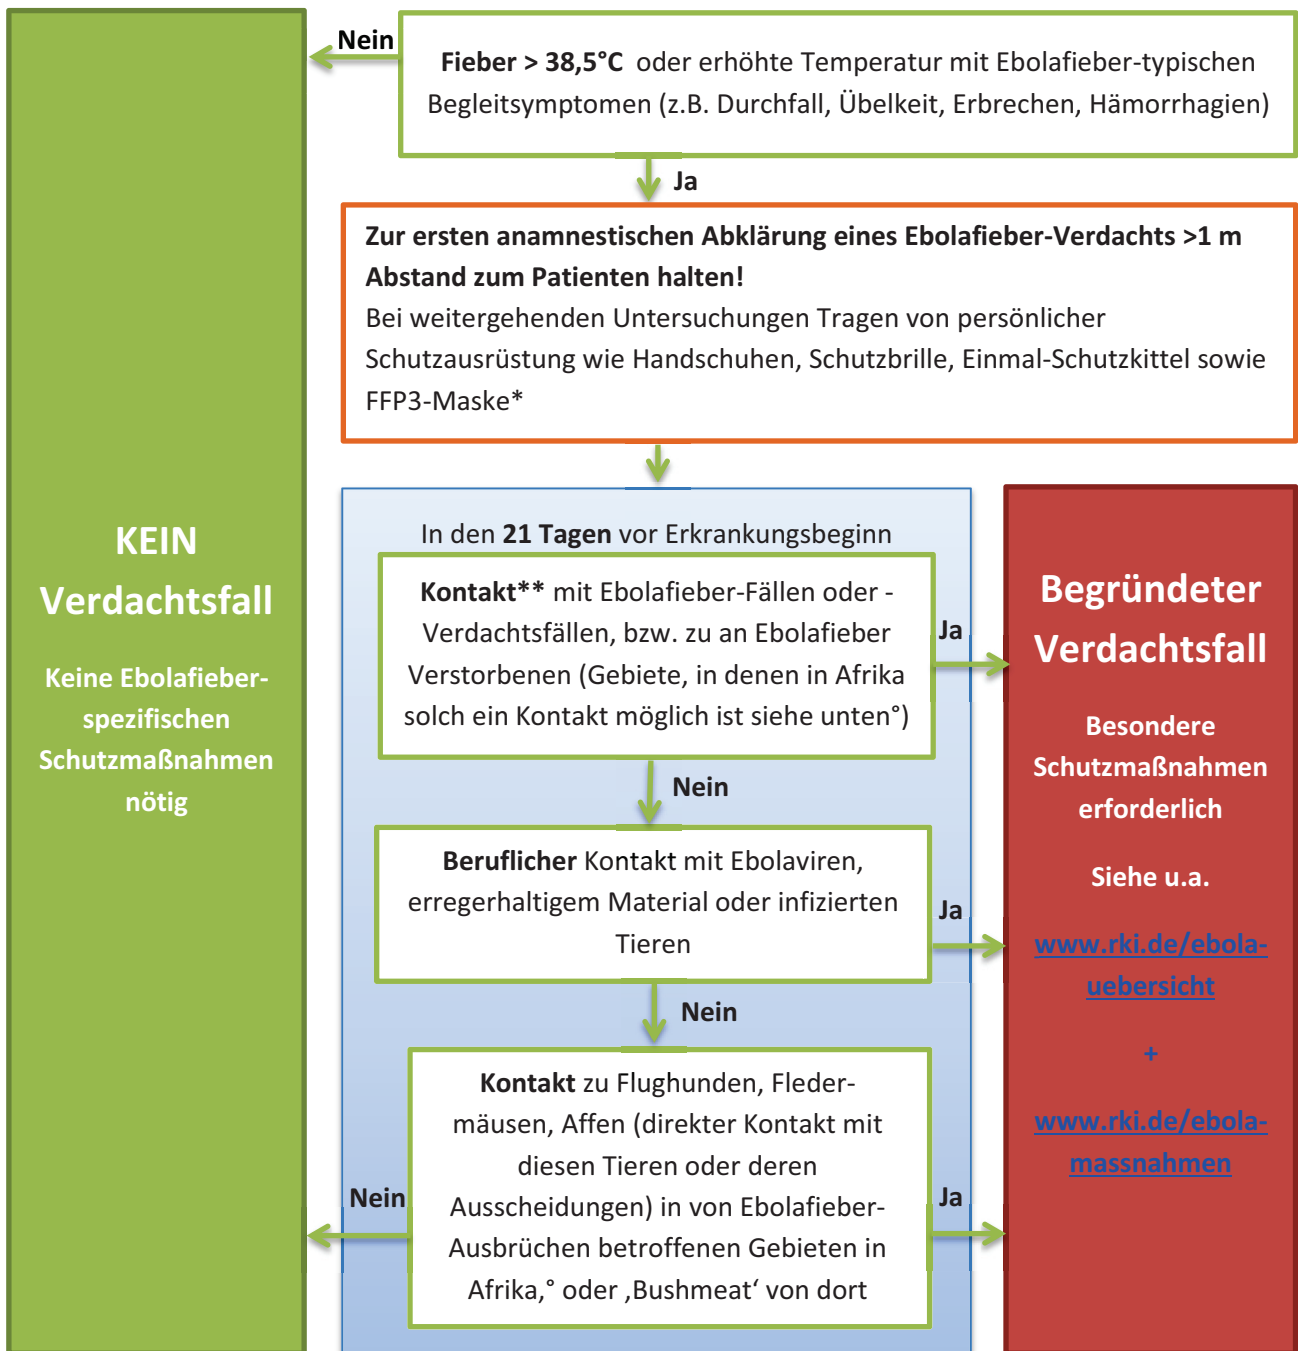 Nein
Fieber > 38,5°C oder erhöhte Temperatur mit Ebolafieber-typischen
Begleitsymptomen (z.B. Durchfall, Übelkeit, Erbrechen, Hämorrhagien)
Ja
Zur ersten anamnestischen Abklärung eines Ebolafieber-Verdachts >1 m
Abstand zum Patienten halten!
Bei weitergehenden Untersuchungen Tragen von persönlicher
Schutzausrüstung wie Handschuhen, Schutzbrille, Einmal-Schutzkittel sowie
FFP3-Maske*
KEIN
Verdachtsfall
Keine Ebolafieber-
spezifischen
Schutzmaßnahmen
nötig
In den 21 Tagen vor Erkrankungsbeginn
Kontakt** mit Ebolafieber-Fällen oder -
Verdachtsfällen, bzw. zu an Ebolafieber
Verstorbenen (Gebiete, in denen in Afrika
solch ein Kontakt möglich ist siehe unten°)
Ja
Nein
Beruflicher Kontakt mit Ebolaviren,
erregerhaltigem Material oder infizierten
Tieren
Ja
Nein
Kontakt zu Flughunden, Fleder-
mäusen, Affen (direkter Kontakt mit
diesen Tieren oder deren
Ausscheidungen) in von Ebolafieber-
Ausbrüchen betroffenen Gebieten in
Afrika,° oder ‚Bushmeat‘ von dort
Nein
Ja
Begründeter
Verdachtsfall
Besondere
Schutzmaßnahmen
erforderlich
Siehe u.a.
www.rki.de/ebola-
uebersicht
+
www.rki.de/ebola-
massnahmen